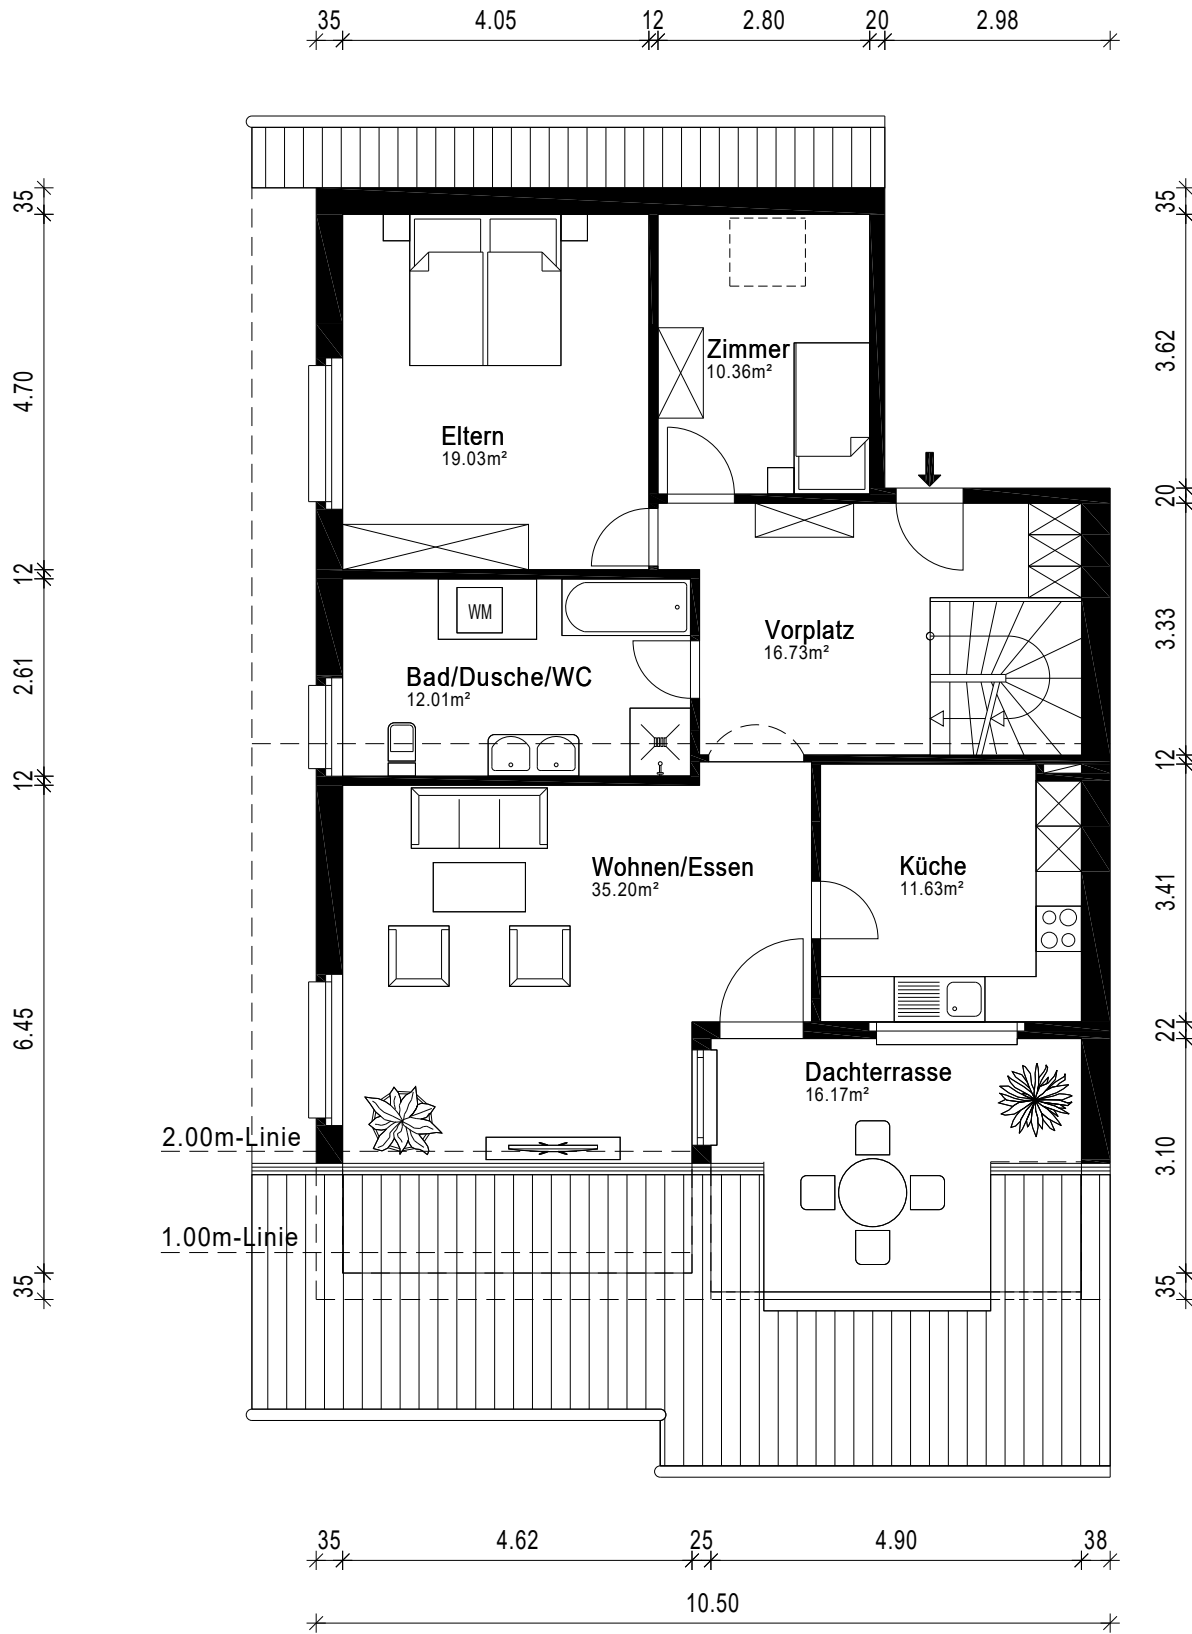 35 4.05 12 2.80 20 2.98
35
35
3.62
Zimmer
10.36m²
4.70
Eltern
19.03m²
20
12
WM
Vorplatz
16.73m²
3.33
2.61
Bad/Dusche/WC
12.01m²
12
12
Wohnen/Essen
35.20m²
Küche
11.63m²
3.41
6.45
22
Dachterrasse
16.17m²
2.00m-Linie
3.10
1.00m-Linie
35
35
35 4.62 25 4.90 38
10.50